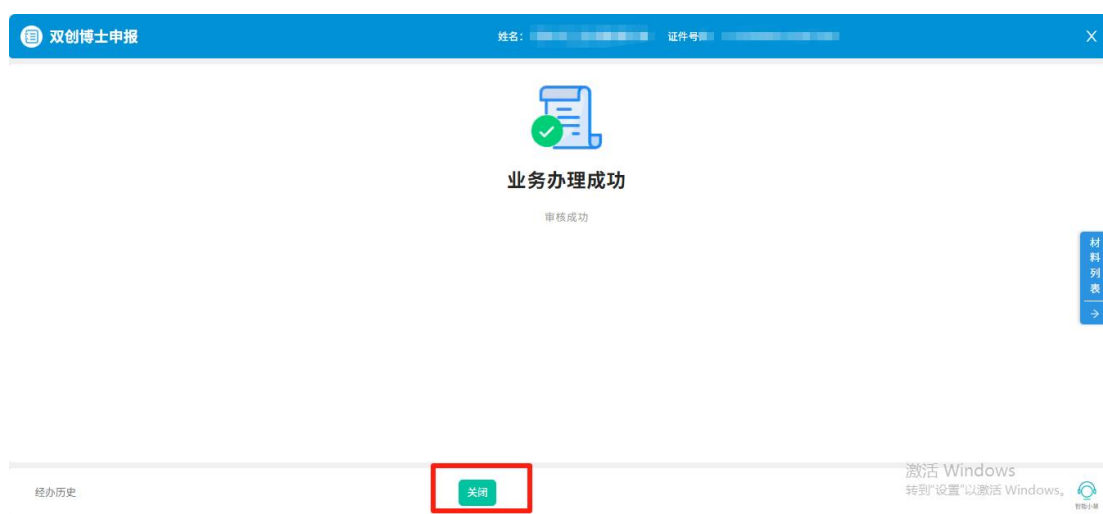 双创博士申报 姓名: 证件号
业务办理成功
审核成功
材料列表
经办历史 关闭
激活 Windows
转到"设置"以激活 Windows。